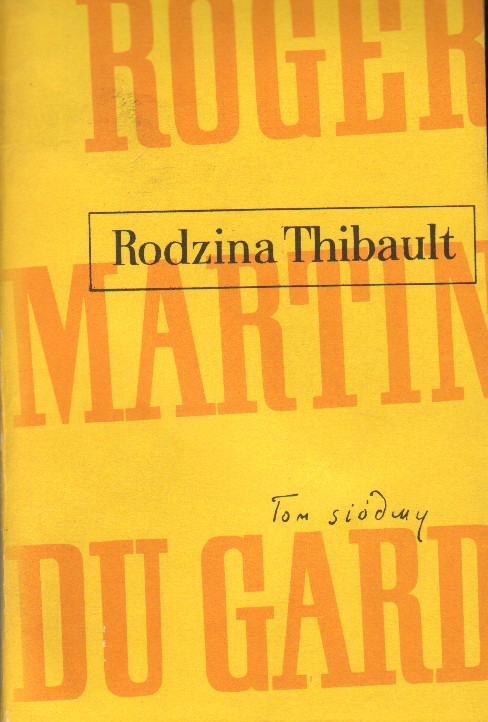 ROGER
Rodzina Thibault
MARTIN
Tom siódmy
DU GARD